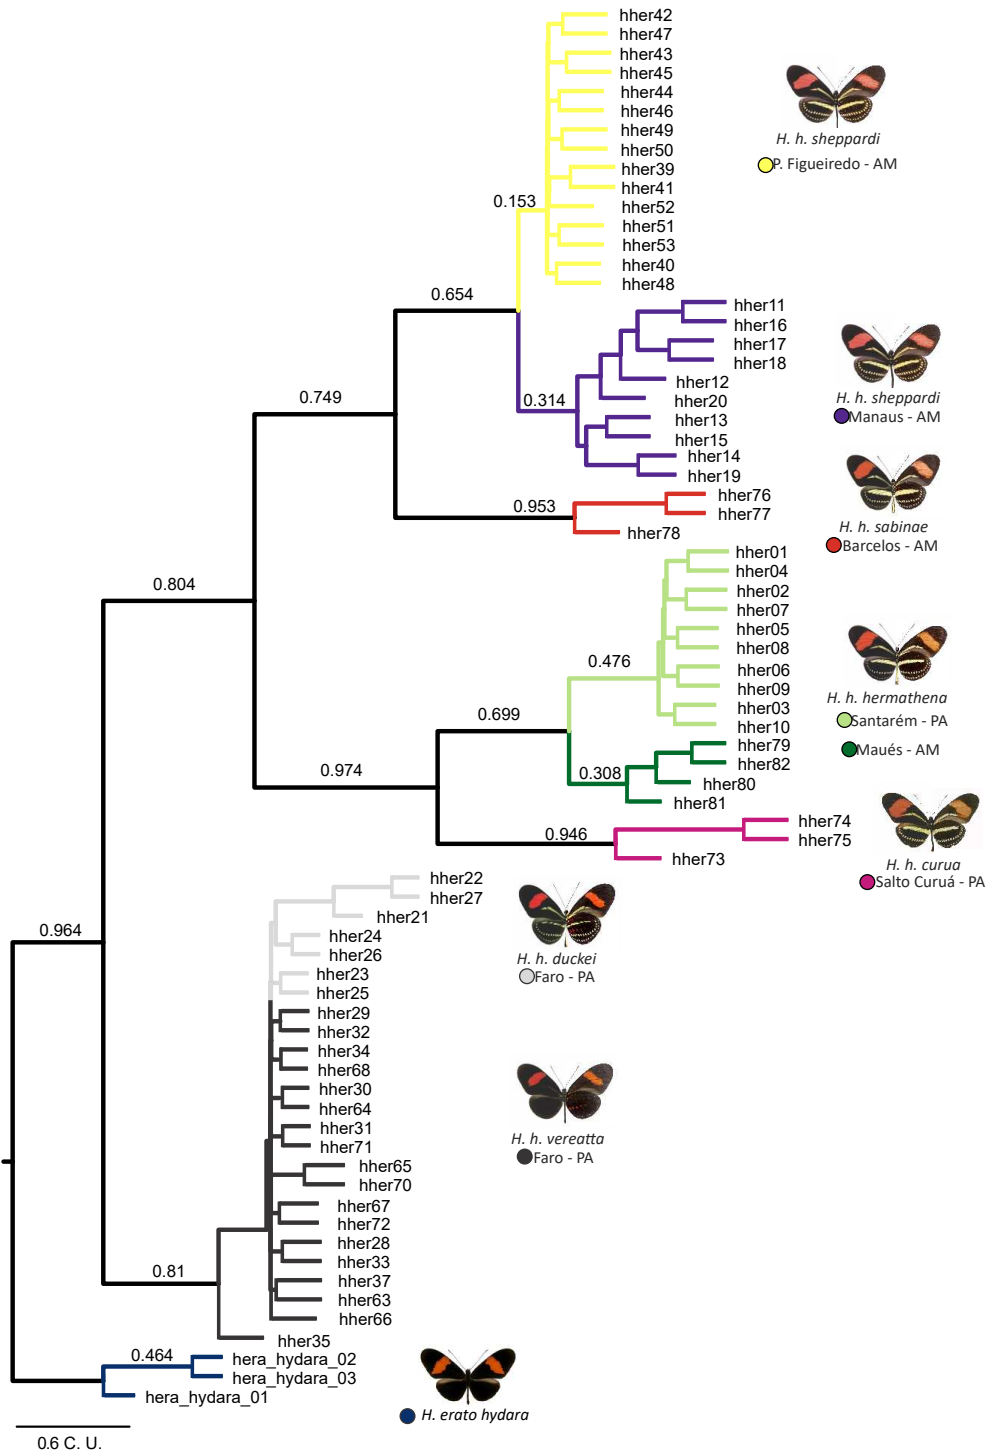 hher42
hher47
hher43
hher45
hher44
hher46
hher49
hher50
hher39
hher41
0.153
hher52
hher51
hher53
hher40
hher48
H. h. sheppardi
P. Figueiredo - AM
0.654
hher11
hher16
hher17
hher18
hher12
0.314
hher20
hher13
hher15
hher14
hher19
H. h. sheppardi
Manaus - AM
0.749
0.953
hher76
hher77
hher78
H. h. sabinae
Barcelos - AM
0.804
hher01
hher04
hher02
hher07
hher05
hher08
0.476
hher06
hher09
hher03
hher10
H. h. hermathena
Santarém - PA
Maués - AM
0.699
hher79
hher82
0.974
0.308
hher80
hher81
0.946
hher74
hher75
hher73
H. h. curua
Salto Curuá - PA
hher22
hher27
hher21
0.964
hher24
hher26
hher23
hher25
H. h. duckei
Faro - PA
hher29
hher32
hher34
hher68
hher30
hher64
hher31
hher71
hher65
hher70
H. h. vereatta
Faro - PA
hher67
hher72
hher28
hher33
0.81
hher37
hher63
hher66
hher35
0.464
hera_hydara_02
hera_hydara_03
hera_hydara_01
H. erato hydara
0.6 C. U.